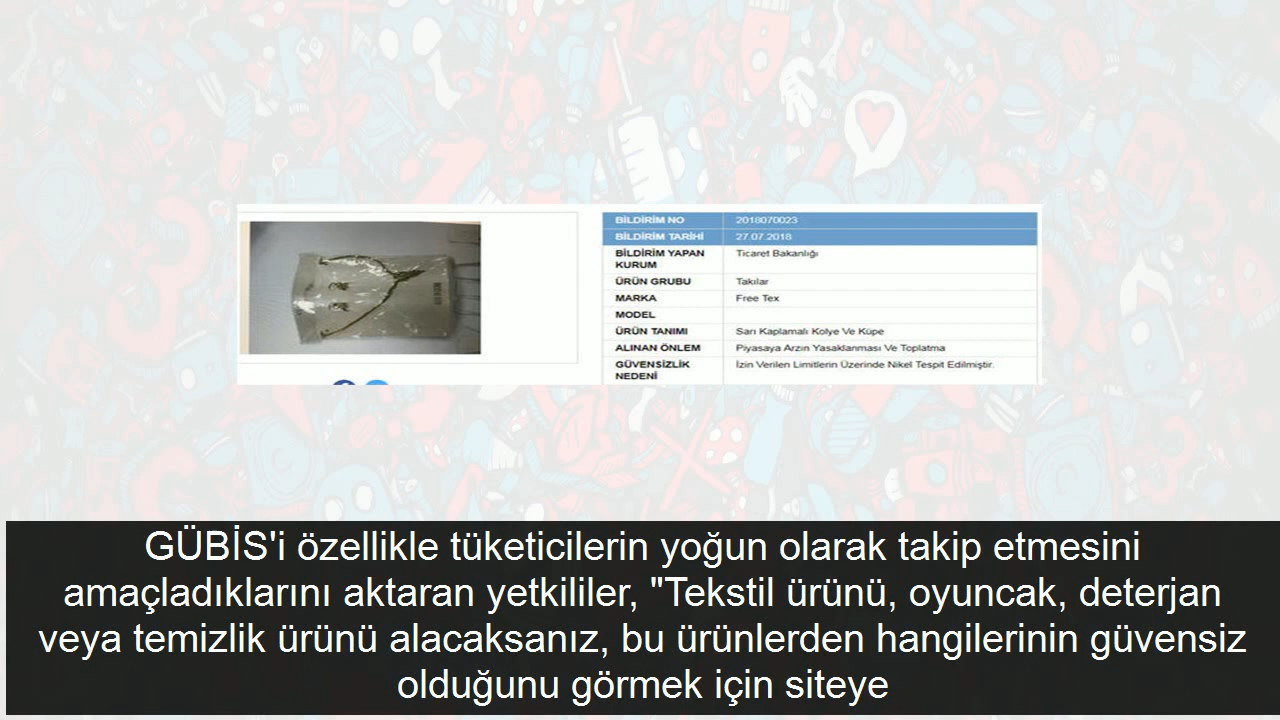 BİLDİRİM NO 2018070023
BİLDİRİM TARİHİ 27.07.2018
BİLDİRİM YAPAN KURUM Ticaret Bakanlığı
ÜRÜN GRUBU Takılar
MARKA Free Tex
MODEL
ÜRÜN TANIMI Sarı Kaplamalı Kolye Ve Küpe
ALINAN ÖNLEM Piyasaya Arzın Yasaklanması Ve Toplatma
GÜVENSİZLİK NEDENİ İzin Verilen Limitlerin Üzerinde Nikel Tespit Edilmiştir.
GÜBİS'i özellikle tüketicilerin yoğun olarak takip etmesini
amaçladıklarını aktaran yetkililer, "Tekstil ürünü, oyuncak, deterjan
veya temizlik ürünü alacaksanız, bu ürünlerden hangilerinin güvensiz
olduğunu görmek için siteye